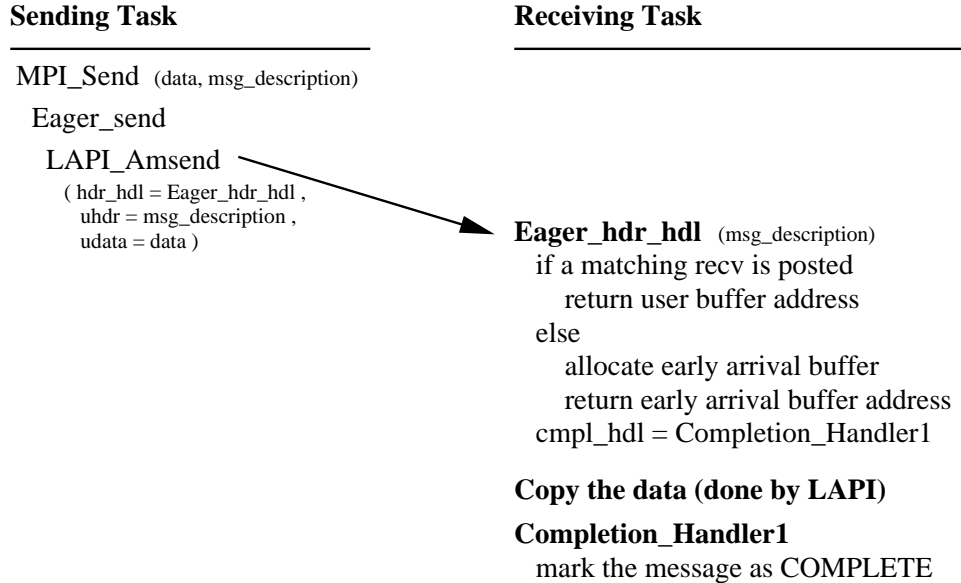 Sending Task
MPI_Send (data, msg_description)
Eager_send
LAPI_Amsend
( hdr_hdl = Eager_hdr_hdl ,
uhdr = msg_description ,
udata = data )
Receiving Task
Eager_hdr_hdl (msg_description)
if a matching recv is posted
return user buffer address
else
allocate early arrival buffer
return early arrival buffer address
cmpl_hdl = Completion_Handler1
Copy the data (done by LAPI)
Completion_Handler1
mark the message as COMPLETE